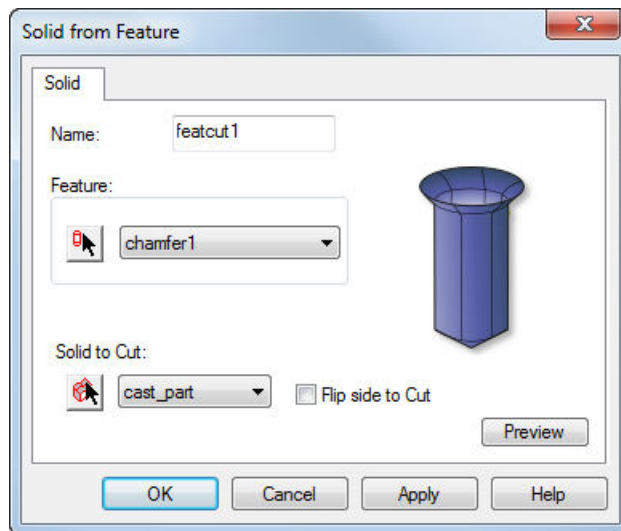 Solid from Feature
Solid
Name: featcut1
Feature:
chamfer1
Solid to Cut:
cast_part Flip side to Cut
Preview
OK Cancel Apply Help